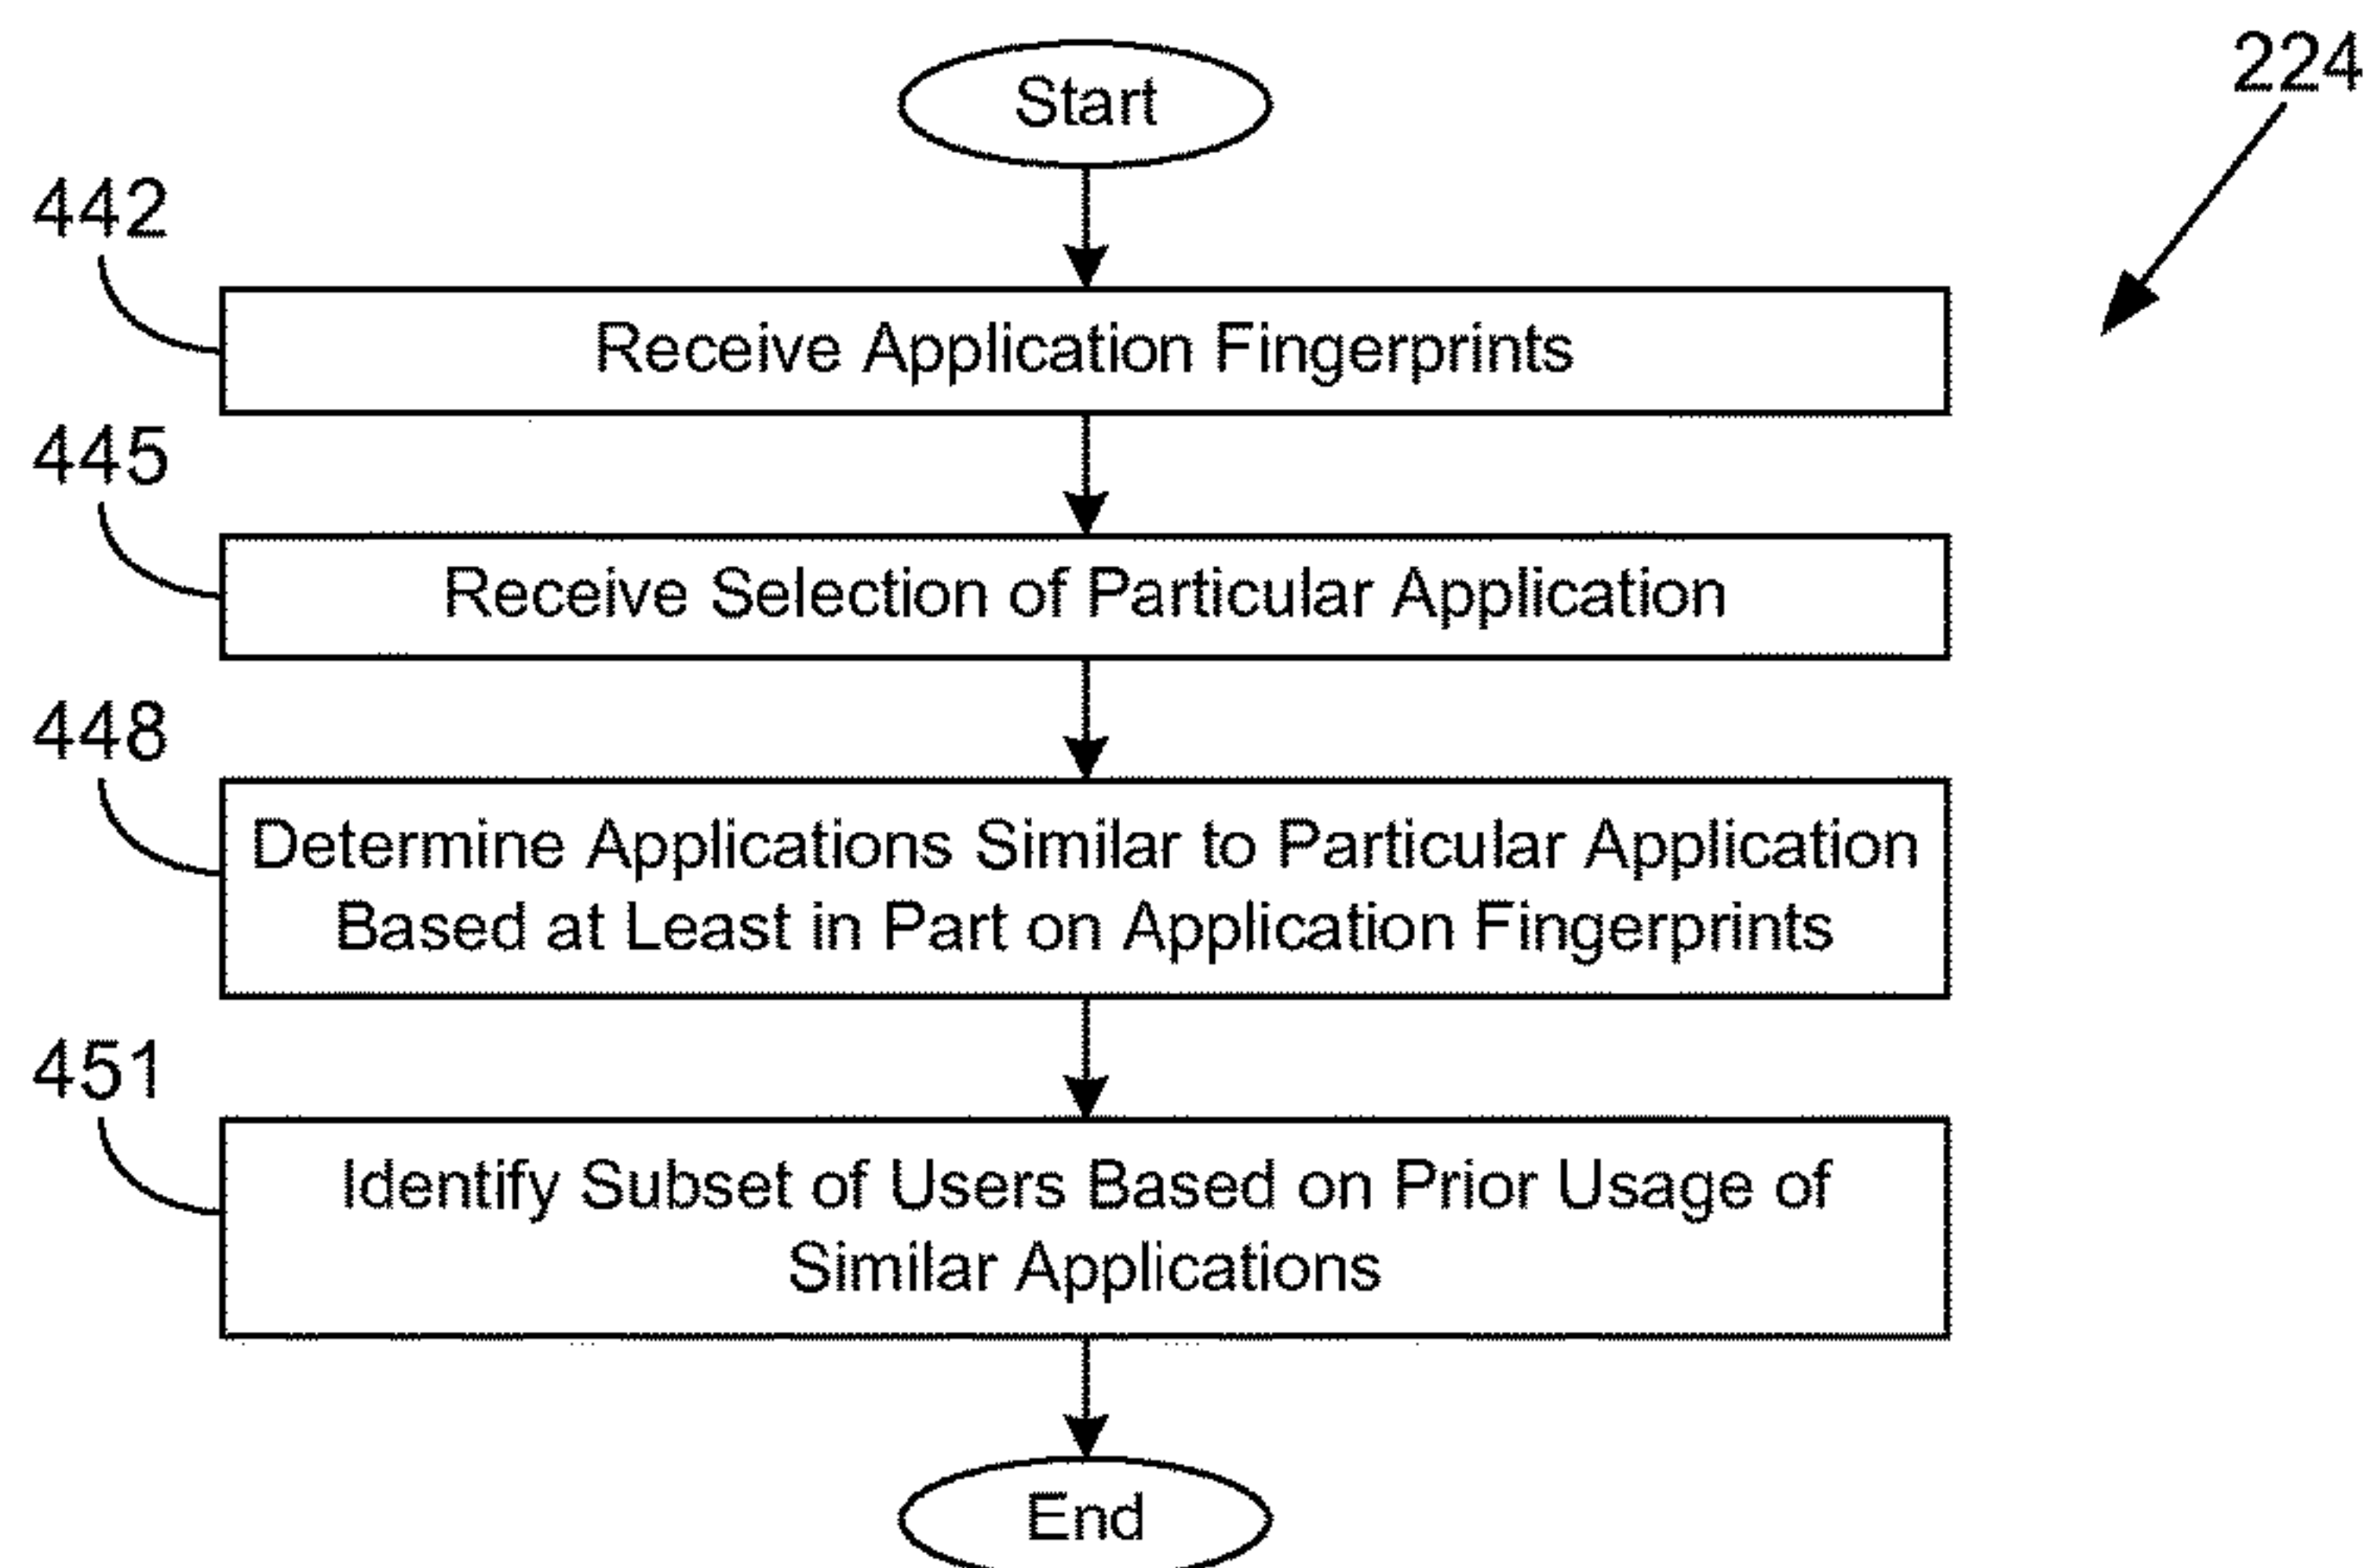 Start
224
442
Receive Application Fingerprints
445
Receive Selection of Particular Application
448
Determine Applications Similar to Particular Application
Based at Least in Part on Application Fingerprints
451
Identify Subset of Users Based on Prior Usage of
Similar Applications
End